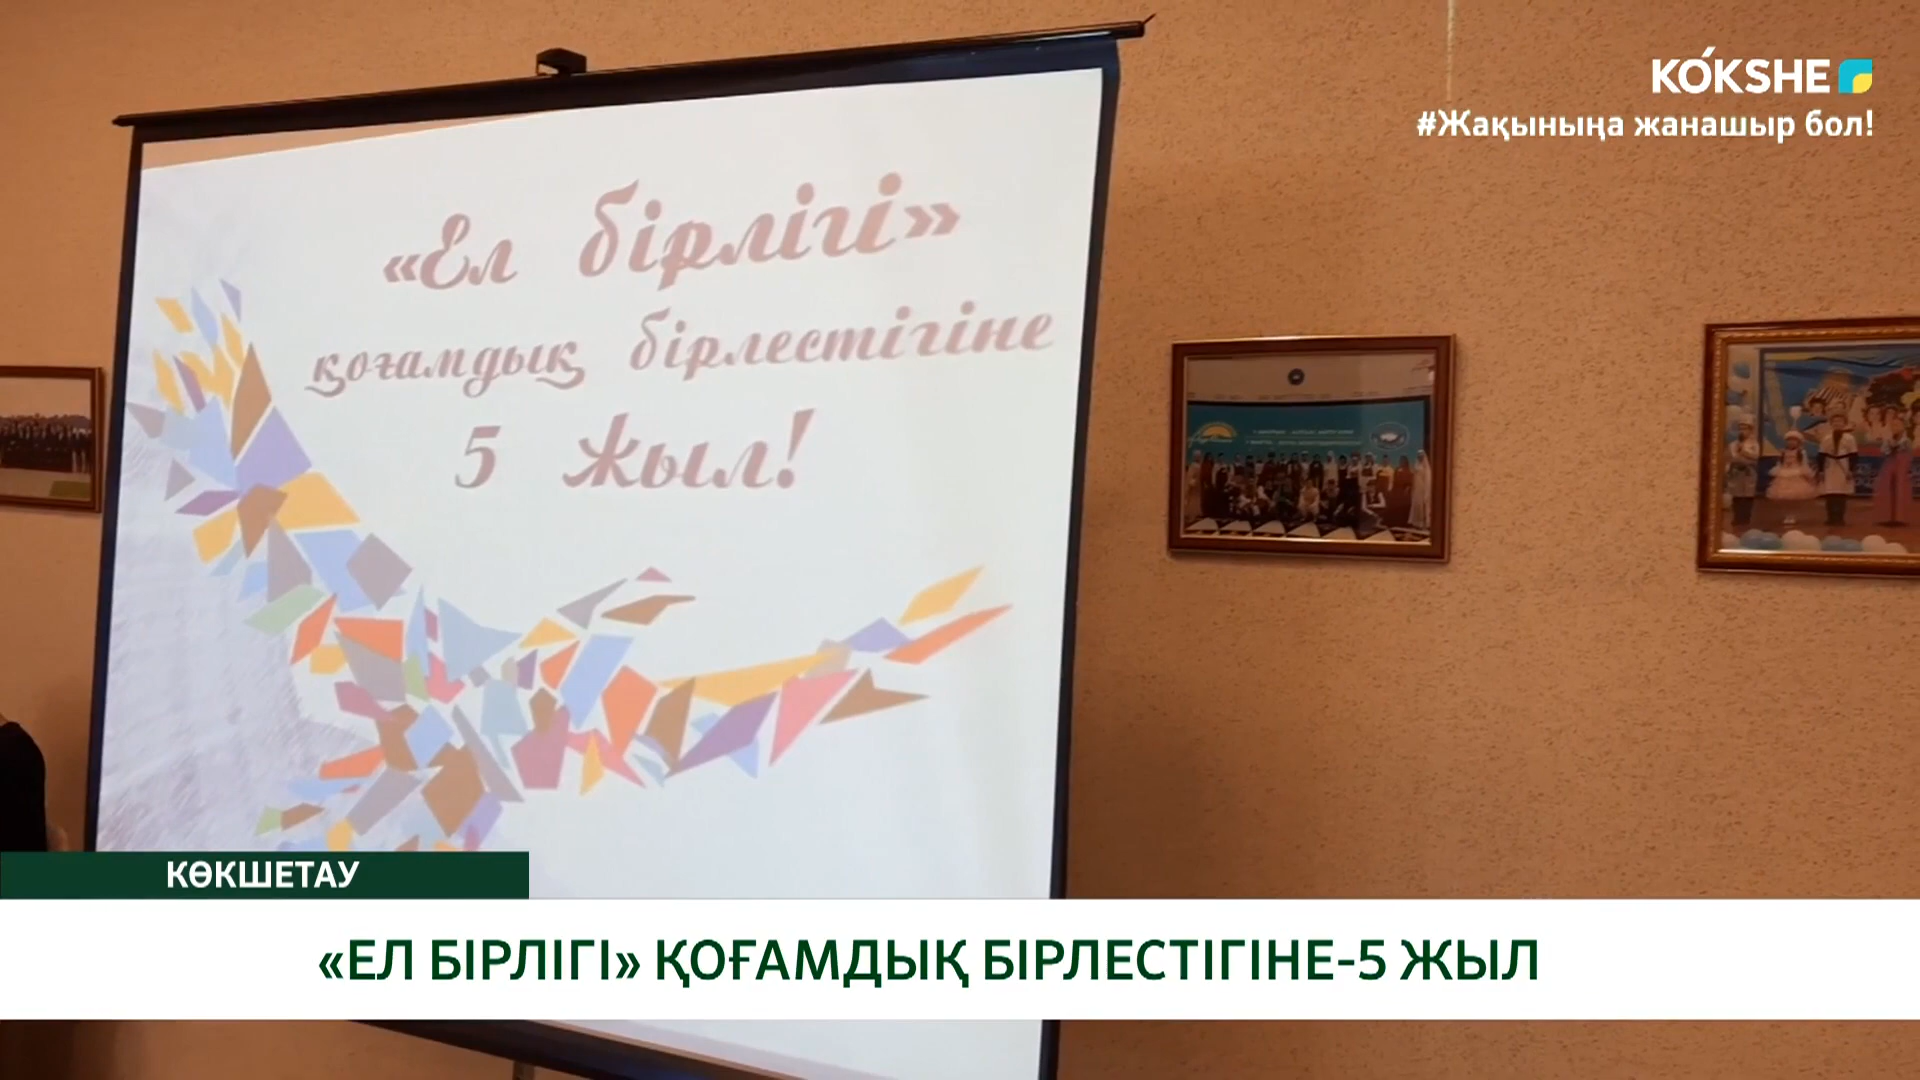 KÓKSHE
#Жақыныңа жанашыр бол!
«Ел бірлігі»
қоғамдық бірлестігіне
5 жыл!
КӨКШЕТАУ
«ЕЛ БІРЛІГІ» ҚОҒАМДЫҚ БІРЛЕСТІГІНЕ-5 ЖЫЛ